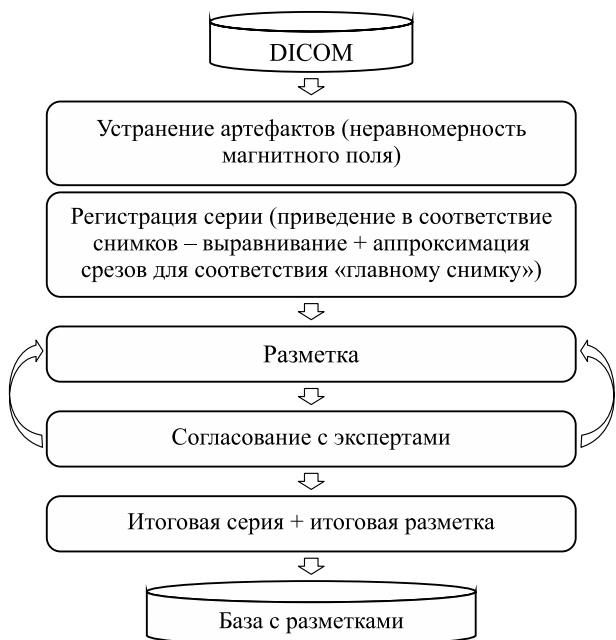 DICOM
Устранение артефактов (неравномерность
магнитного поля)
Регистрация серии (приведение в соответствие
снимков – выравнивание + аппроксимация
срезов для соответствия «главному снимку»)
Разметка
Согласование с экспертами
Итоговая серия + итоговая разметка
База с разметками